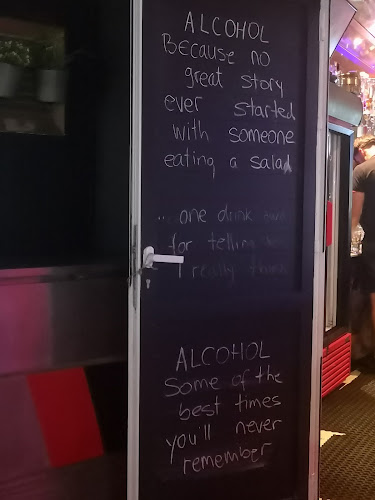 ALCOHOL
Because no
great story
ever started
with someone
eating a salad
... one drink
for telling
I really
ALCOHOL
Some of the
best times
you'll never
remember